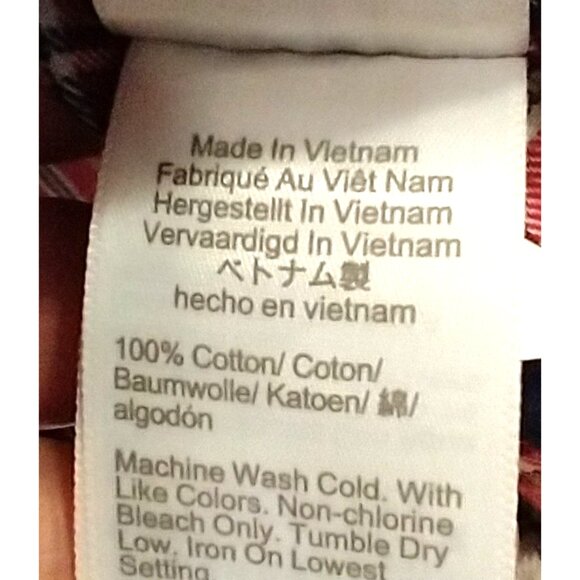 Made In Vietnam
Fabriqué Au Viêt Nam
Hergestellt In Vietnam
Vervaardigd In Vietnam
ベトナム製
hecho en vietnam
100% Cotton/ Coton/
Baumwolle/ Katoen/ 綿/
algodón
Machine Wash Cold. With
Like Colors. Non-chlorine
Bleach Only. Tumble Dry
Low. Iron On Lowest
Setting